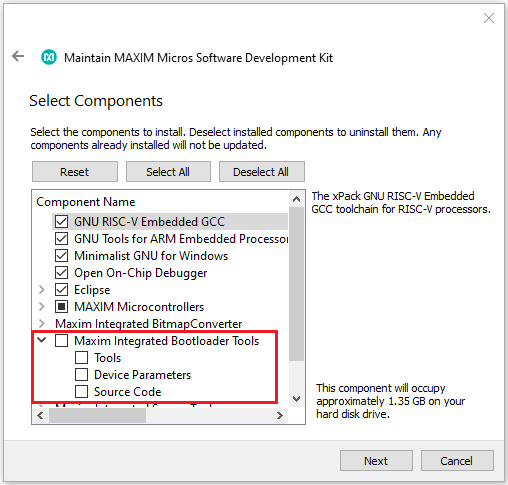 Maintain MAXIM Micros Software Development Kit
Select Components
Select the components to install. Deselect installed components to uninstall them. Any
components already installed will not be updated.
Reset
Select All
Deselect All
Component Name
GNU RISC-V Embedded GCC
GNU Tools for ARM Embedded Processor
Minimalist GNU for Windows
Open On-Chip Debugger
Eclipse
MAXIM Microcontrollers
Maxim Integrated BitmapConverter
Maxim Integrated Bootloader Tools
Tools
Device Parameters
Source Code
The xPack GNU RISC-V Embedded
GCC toolchain for RISC-V processors.
This component will occupy
approximately 1.35 GB on your
hard disk drive.
Next
Cancel